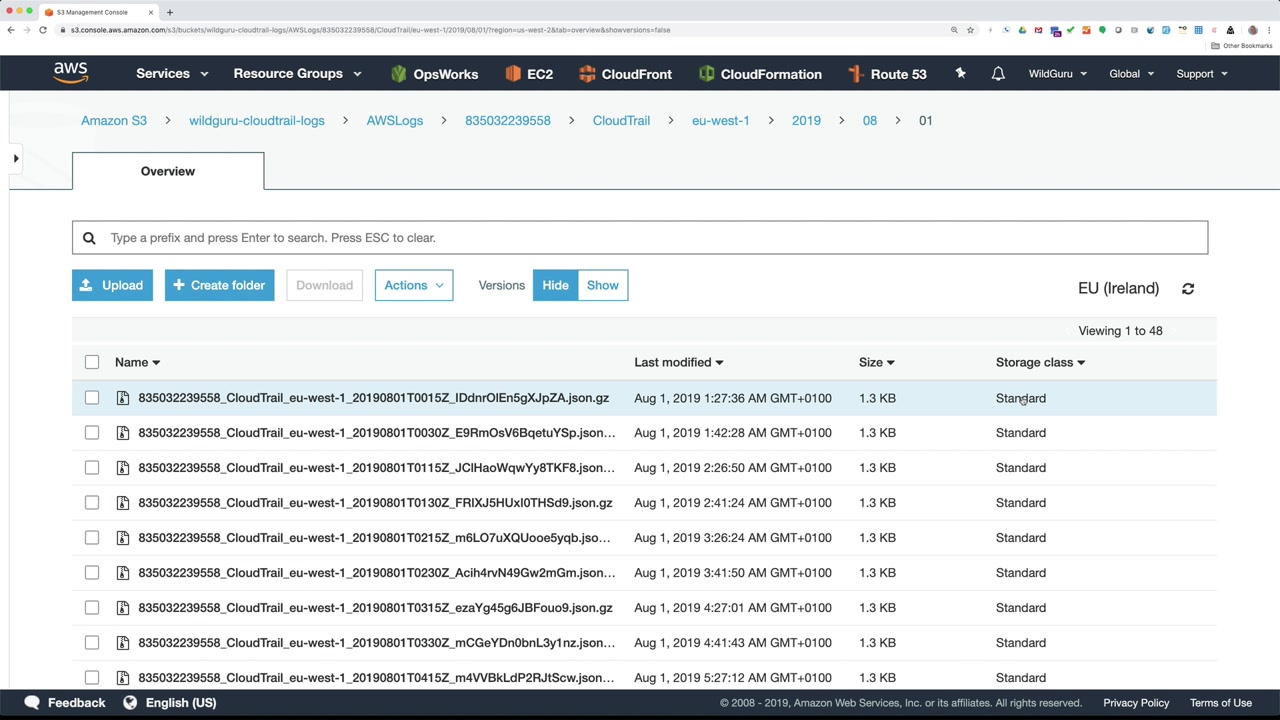 S3 Management Console
s3.console.aws.amazon.com/s3/buckets/wildguru-cloudtrail-logs/AWSLogs/835032239558/CloudTrail/eu-west-1/2019/08/01/?region=us-west-2&tab=overview&showversions=false
Other Bookmarks
aws Services Resource Groups OpsWorks EC2 CloudFront CloudFormation Route 53 WildGuru Global Support
Amazon S3 > wildguru-cloudtrail-logs > AWSLogs > 835032239558 > CloudTrail > eu-west-1 > 2019 > 08 > 01
Overview
Type a prefix and press Enter to search. Press ESC to clear.
Upload + Create folder Download Actions Versions Hide Show EU (Ireland)
Viewing 1 to 48
Name Last modified Size Storage class
835032239558_CloudTrail_eu-west-1_20190801T0015Z_IDdnrOlEn5gXJpZA.json.gz Aug 1, 2019 1:27:36 AM GMT+0100 1.3 KB Standard
835032239558_CloudTrail_eu-west-1_20190801T0030Z_E9RmOsV6BqetuYSp.json... Aug 1, 2019 1:42:28 AM GMT+0100 1.3 KB Standard
835032239558_CloudTrail_eu-west-1_20190801T0115Z_JClHaoWqwYy8TKF8.json... Aug 1, 2019 2:26:50 AM GMT+0100 1.3 KB Standard
835032239558_CloudTrail_eu-west-1_20190801T0130Z_FRIXJ5HUxI0THSd9.json.gz Aug 1, 2019 2:41:24 AM GMT+0100 1.3 KB Standard
835032239558_CloudTrail_eu-west-1_20190801T0215Z_m6LO7uXQUooe5yqb.jso... Aug 1, 2019 3:26:24 AM GMT+0100 1.3 KB Standard
835032239558_CloudTrail_eu-west-1_20190801T0230Z_Acih4rvN49Gw2mGm.json... Aug 1, 2019 3:41:50 AM GMT+0100 1.3 KB Standard
835032239558_CloudTrail_eu-west-1_20190801T0315Z_ezaYg45g6JBFouo9.json.gz Aug 1, 2019 4:27:01 AM GMT+0100 1.3 KB Standard
835032239558_CloudTrail_eu-west-1_20190801T0330Z_mCGeYDn0bnL3y1nz.json... Aug 1, 2019 4:41:43 AM GMT+0100 1.3 KB Standard
835032239558_CloudTrail_eu-west-1_20190801T0415Z_m4VVBkLdP2RJtScw.json... Aug 1, 2019 5:27:12 AM GMT+0100 1.3 KB Standard
Feedback English (US) © 2008 - 2019, Amazon Web Services, Inc. or its affiliates. All rights reserved. Privacy Policy Terms of Use